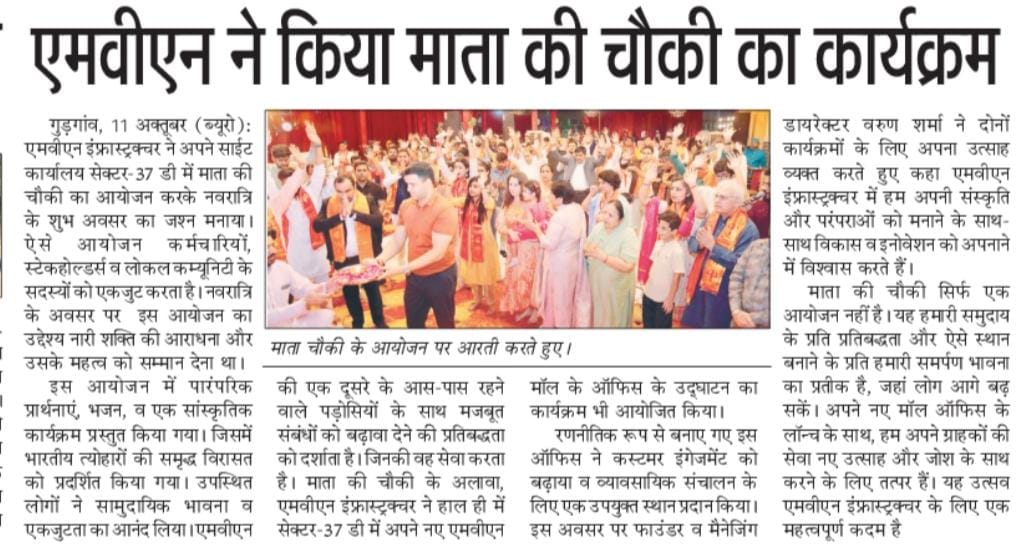 एमवीएन ने किया माता की चौकी का कार्यक्रम
गुड़गांव, 11 अक्तूबर (ब्यूरो):
एमवीएन इंफ्रास्ट्रक्चर ने अपने साईट
कार्यालय सेक्टर-37 डी में माता की
चौकी का आयोजन करके नवरात्रि
के शुभ अवसर का जश्न मनाया।
ऐसे आयोजन कर्मचारियों,
स्टेकहोल्डर्स व लोकल कम्यूनिटी के
सदस्यों को एकजुट करता है। नवरात्रि
के अवसर पर इस आयोजन का
उद्देश्य नारी शक्ति की आराधना और
उसके महत्व को सम्मान देना था।
इस आयोजन में पारंपरिक
प्रार्थनाएं, भजन, व एक सांस्कृतिक
कार्यक्रम प्रस्तुत किया गया। जिसमें
भारतीय त्योहारों की समृद्ध विरासत
को प्रदर्शित किया गया। उपस्थित
लोगों ने सामुदायिक भावना व
एकजुटता का आनंद लिया। एमवीएन
माता चौकी के आयोजन पर आरती करते हुए।
की एक दूसरे के आस-पास रहने
वाले पड़ोसियों के साथ मजबूत
संबंधों को बढ़ावा देने की प्रतिबद्धता
को दर्शाता है। जिनकी वह सेवा करता
है। माता की चौकी के अलावा,
एमवीएन इंफ्रास्ट्रक्चर ने हाल ही में
सेक्टर-37 डी में अपने नए एमवीएन
मॉल के ऑफिस के उद्घाटन का
कार्यक्रम भी आयोजित किया।
रणनीतिक रूप से बनाए गए इस
ऑफिस ने कस्टमर इंगेजमेंट को
बढ़ाया व व्यावसायिक संचालन के
लिए एक उपयुक्त स्थान प्रदान किया।
इस अवसर पर फाउंडर व मैनेजिंग
डायरेक्टर वरुण शर्मा ने दोनों
कार्यक्रमों के लिए अपना उत्साह
व्यक्त करते हुए कहा एमवीएन
इंफ्रास्ट्रक्चर में हम अपनी संस्कृति
और परंपराओं को मनाने के साथ-
साथ विकास व इनोवेशन को अपनाने
में विश्वास करते हैं।
माता की चौकी सिर्फ एक
आयोजन नहीं है। यह हमारी समुदाय
के प्रति प्रतिबद्धता और ऐसे स्थान
बनाने के प्रति हमारी समर्पण भावना
का प्रतीक है, जहां लोग आगे बढ़
सकें। अपने नए मॉल ऑफिस के
लॉन्च के साथ, हम अपने ग्राहकों की
सेवा नए उत्साह और जोश के साथ
करने के लिए तत्पर हैं। यह उत्सव
एमवीएन इंफ्रास्ट्रक्चर के लिए एक
महत्वपूर्ण कदम है